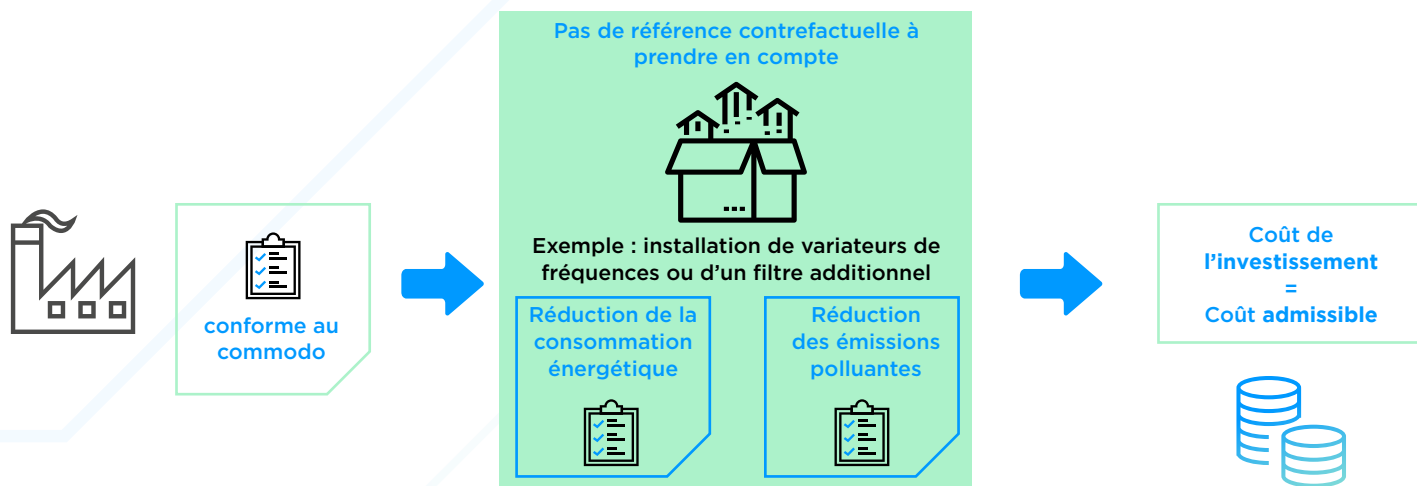 Pas de référence contrefactuelle à
prendre en compte
Exemple : installation de variateurs de
fréquences ou d'un filtre additionnel
conforme au
commodo
Réduction de la
consommation
énergétique
Réduction
des émissions
polluantes
Coût de
l'investissement
=
Coût admissible